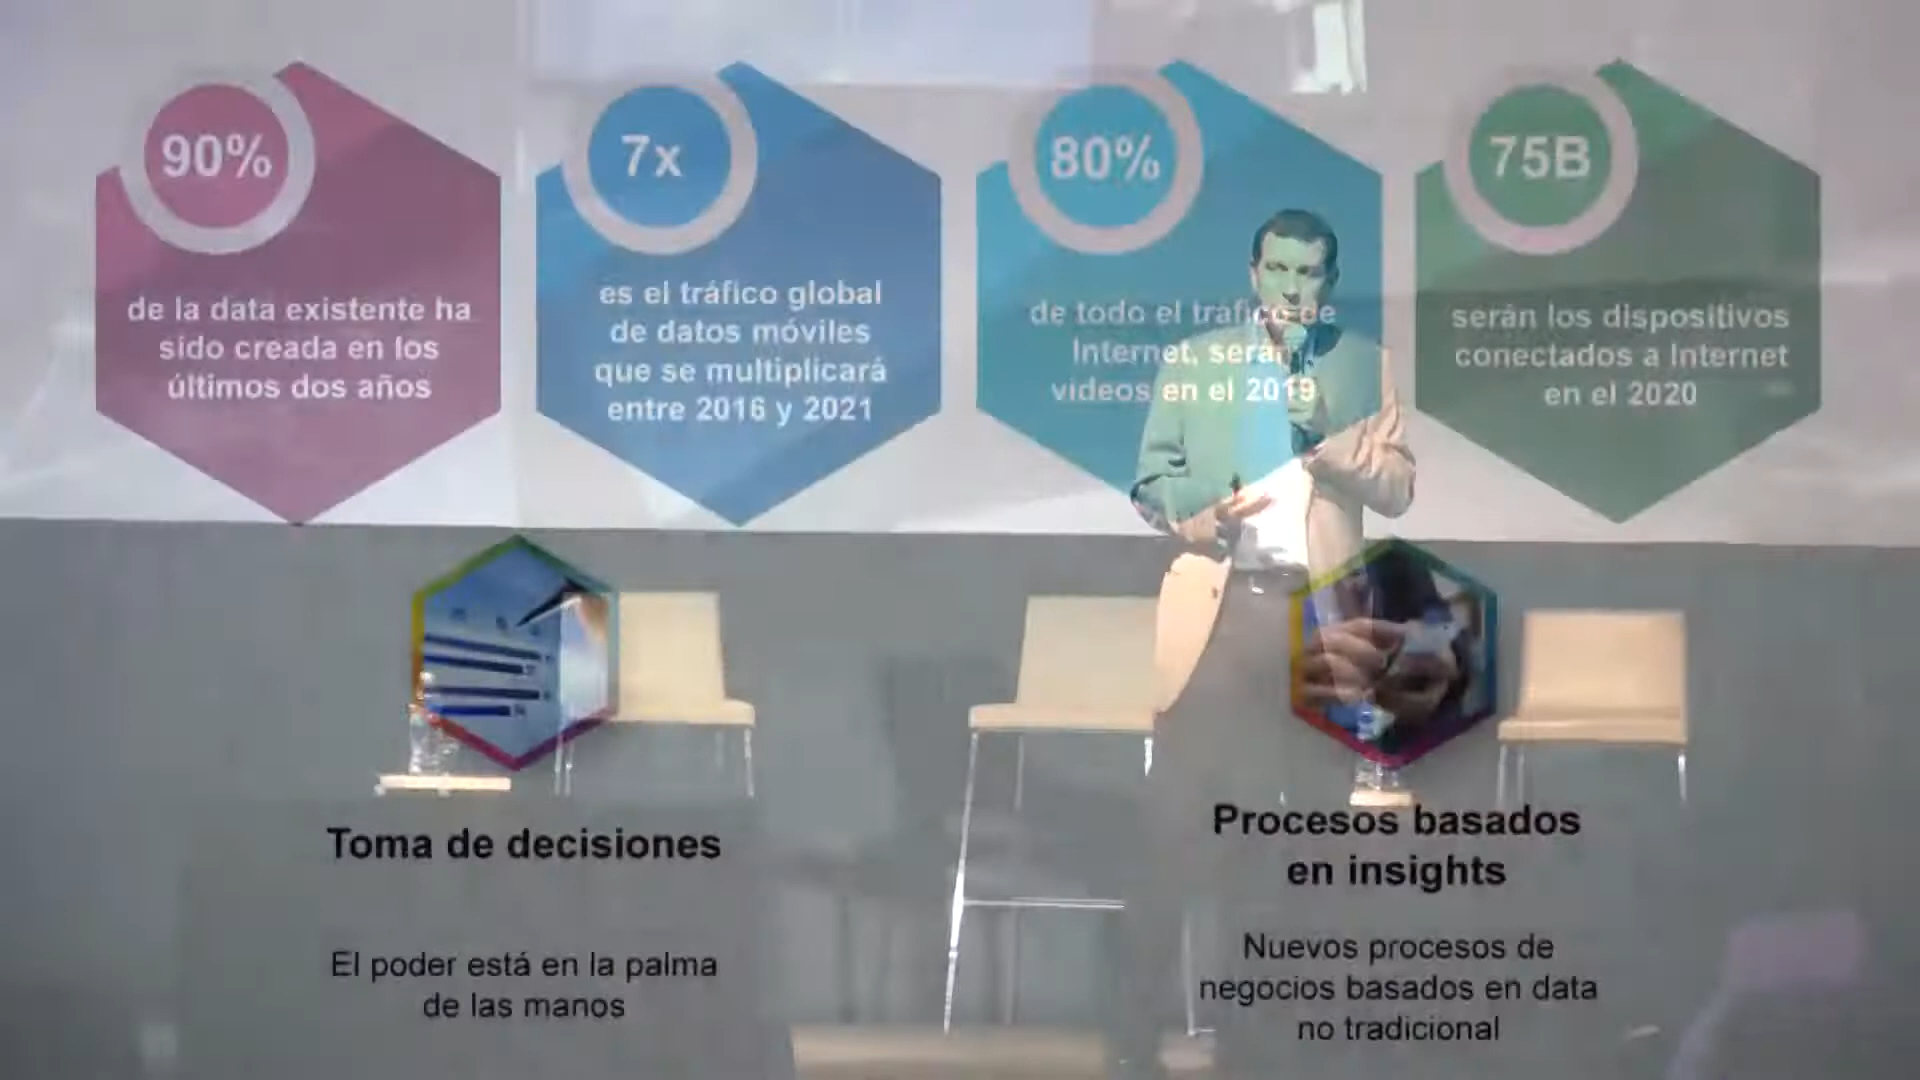 90%
de la data existente ha
sido creada en los
últimos dos años
7x
es el tráfico global
de datos móviles
que se multiplicará
entre 2016 y 2021
80%
de todo el tráfico de
Internet, serán
videos en el 2019
75B
serán los dispositivos
conectados a Internet
en el 2020
Toma de decisiones
El poder está en la palma
de las manos
Procesos basados
en insights
Nuevos procesos de
negocios basados en data
no tradicional